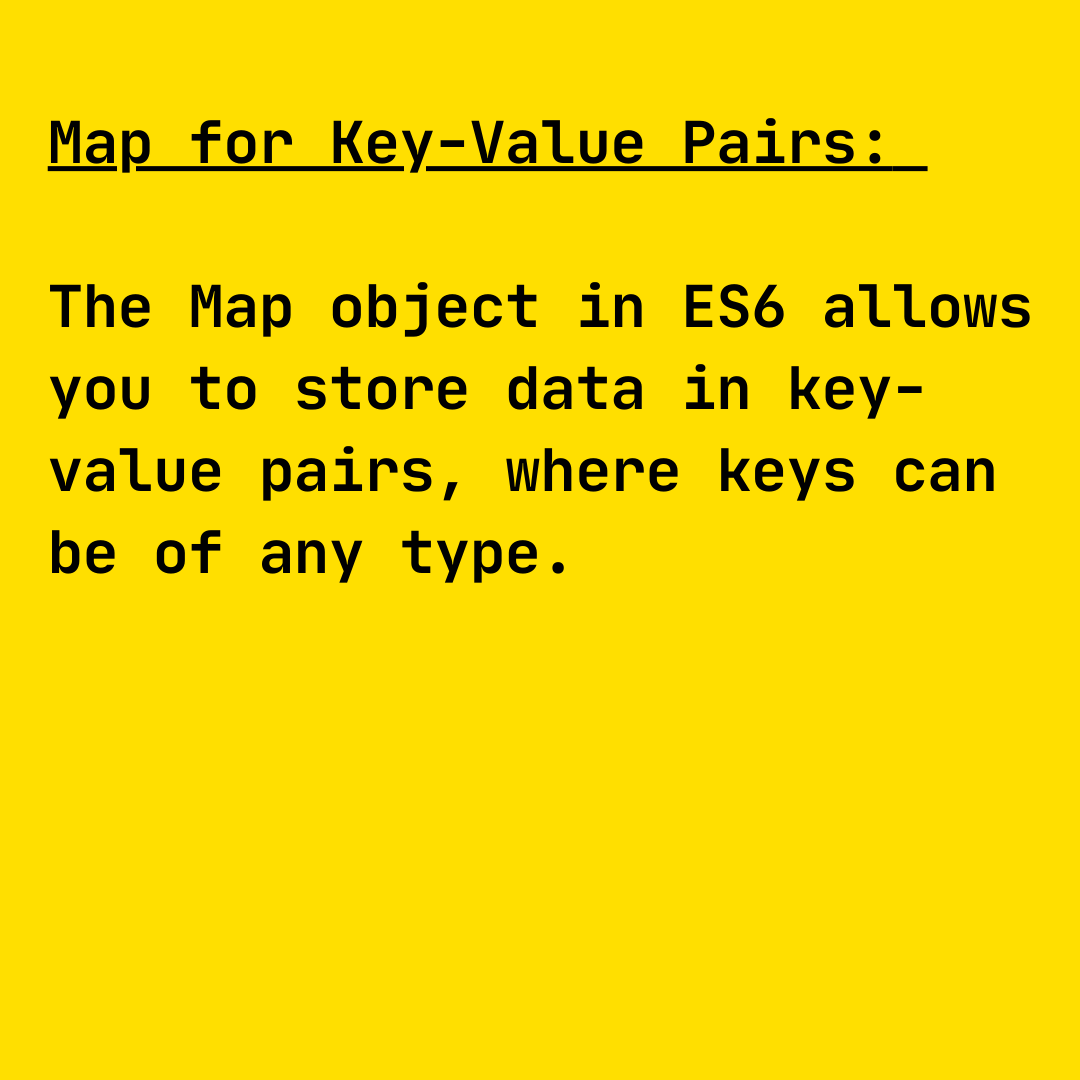 Map for Key-Value Pairs:
The Map object in ES6 allows
you to store data in key-
value pairs, where keys can
be of any type.